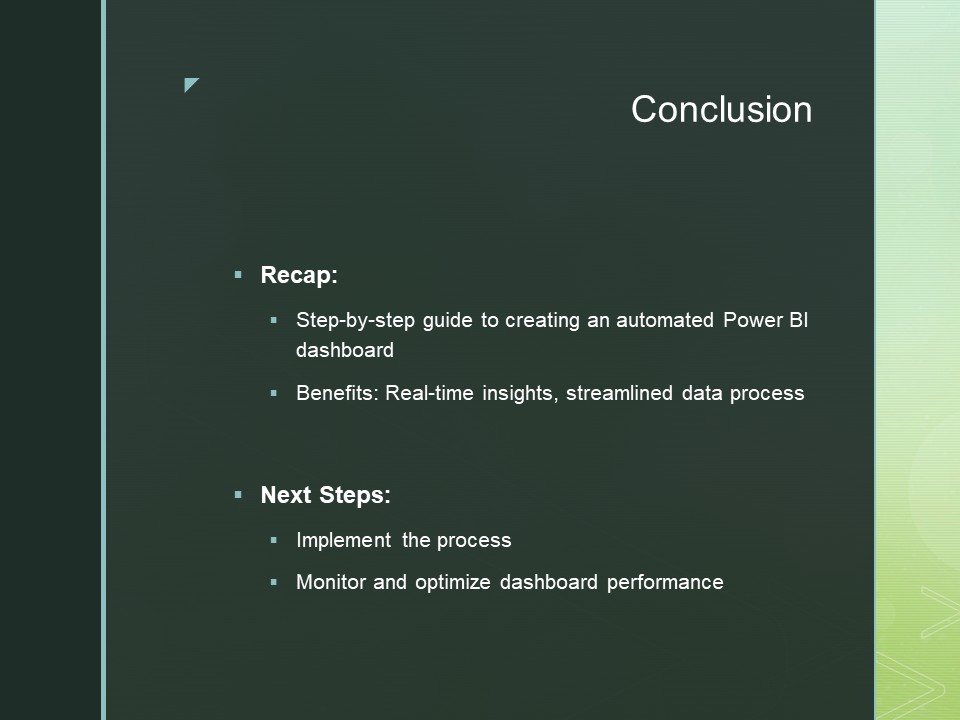 Conclusion
Recap:
Step-by-step guide to creating an automated Power BI
dashboard
Benefits: Real-time insights, streamlined data process
Next Steps:
Implement the process
Monitor and optimize dashboard performance